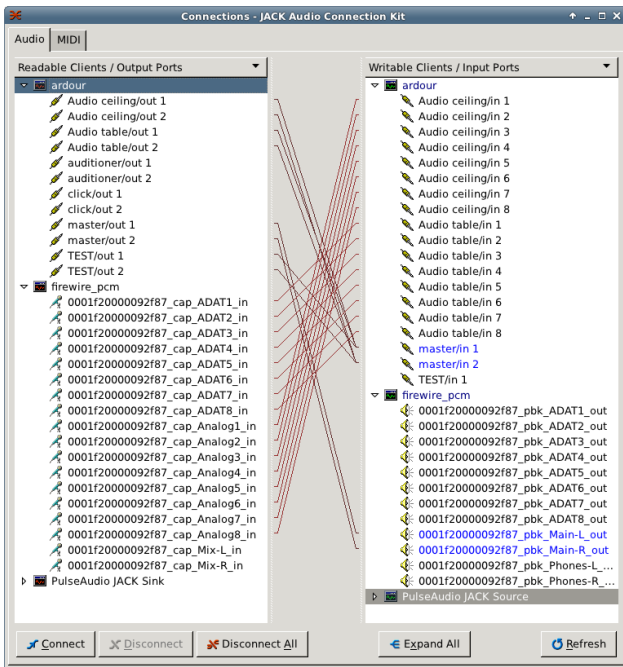 Connections - JACK Audio Connection Kit
Audio
MIDI
Readable Clients / Output Ports
ardour
Audio ceiling/out 1
Audio ceiling/out 2
Audio table/out 1
Audio table/out 2
auditioner/out 1
auditioner/out 2
click/out 1
click/out 2
master/out 1
master/out 2
TEST/out 1
TEST/out 2
firewire_pcm
0001f20000092f87_cap_ADAT1_in
0001f20000092f87_cap_ADAT2_in
0001f20000092f87_cap_ADAT3_in
0001f20000092f87_cap_ADAT4_in
0001f20000092f87_cap_ADAT5_in
0001f20000092f87_cap_ADAT6_in
0001f20000092f87_cap_ADAT7_in
0001f20000092f87_cap_ADAT8_in
0001f20000092f87_cap_Analog1_in
0001f20000092f87_cap_Analog2_in
0001f20000092f87_cap_Analog3_in
0001f20000092f87_cap_Analog4_in
0001f20000092f87_cap_Analog5_in
0001f20000092f87_cap_Analog6_in
0001f20000092f87_cap_Analog7_in
0001f20000092f87_cap_Analog8_in
0001f20000092f87_cap_Mix-L_in
0001f20000092f87_cap_Mix-R_in
PulseAudio JACK Sink
Writable Clients / Input Ports
ardour
Audio ceiling/in 1
Audio ceiling/in 2
Audio ceiling/in 3
Audio ceiling/in 4
Audio ceiling/in 5
Audio ceiling/in 6
Audio ceiling/in 7
Audio ceiling/in 8
Audio table/in 1
Audio table/in 2
Audio table/in 3
Audio table/in 4
Audio table/in 5
Audio table/in 6
Audio table/in 7
Audio table/in 8
master/in 1
master/in 2
TEST/in 1
firewire_pcm
0001f20000092f87_pbk_ADAT1_out
0001f20000092f87_pbk_ADAT2_out
0001f20000092f87_pbk_ADAT3_out
0001f20000092f87_pbk_ADAT4_out
0001f20000092f87_pbk_ADAT5_out
0001f20000092f87_pbk_ADAT6_out
0001f20000092f87_pbk_ADAT7_out
0001f20000092f87_pbk_ADAT8_out
0001f20000092f87_pbk_Main-L_out
0001f20000092f87_pbk_Main-R_out
0001f20000092f87_pbk_Phones-L_...
0001f20000092f87_pbk_Phones-R_...
PulseAudio JACK Source
Connect
Disconnect
Disconnect All
Expand All
Refresh